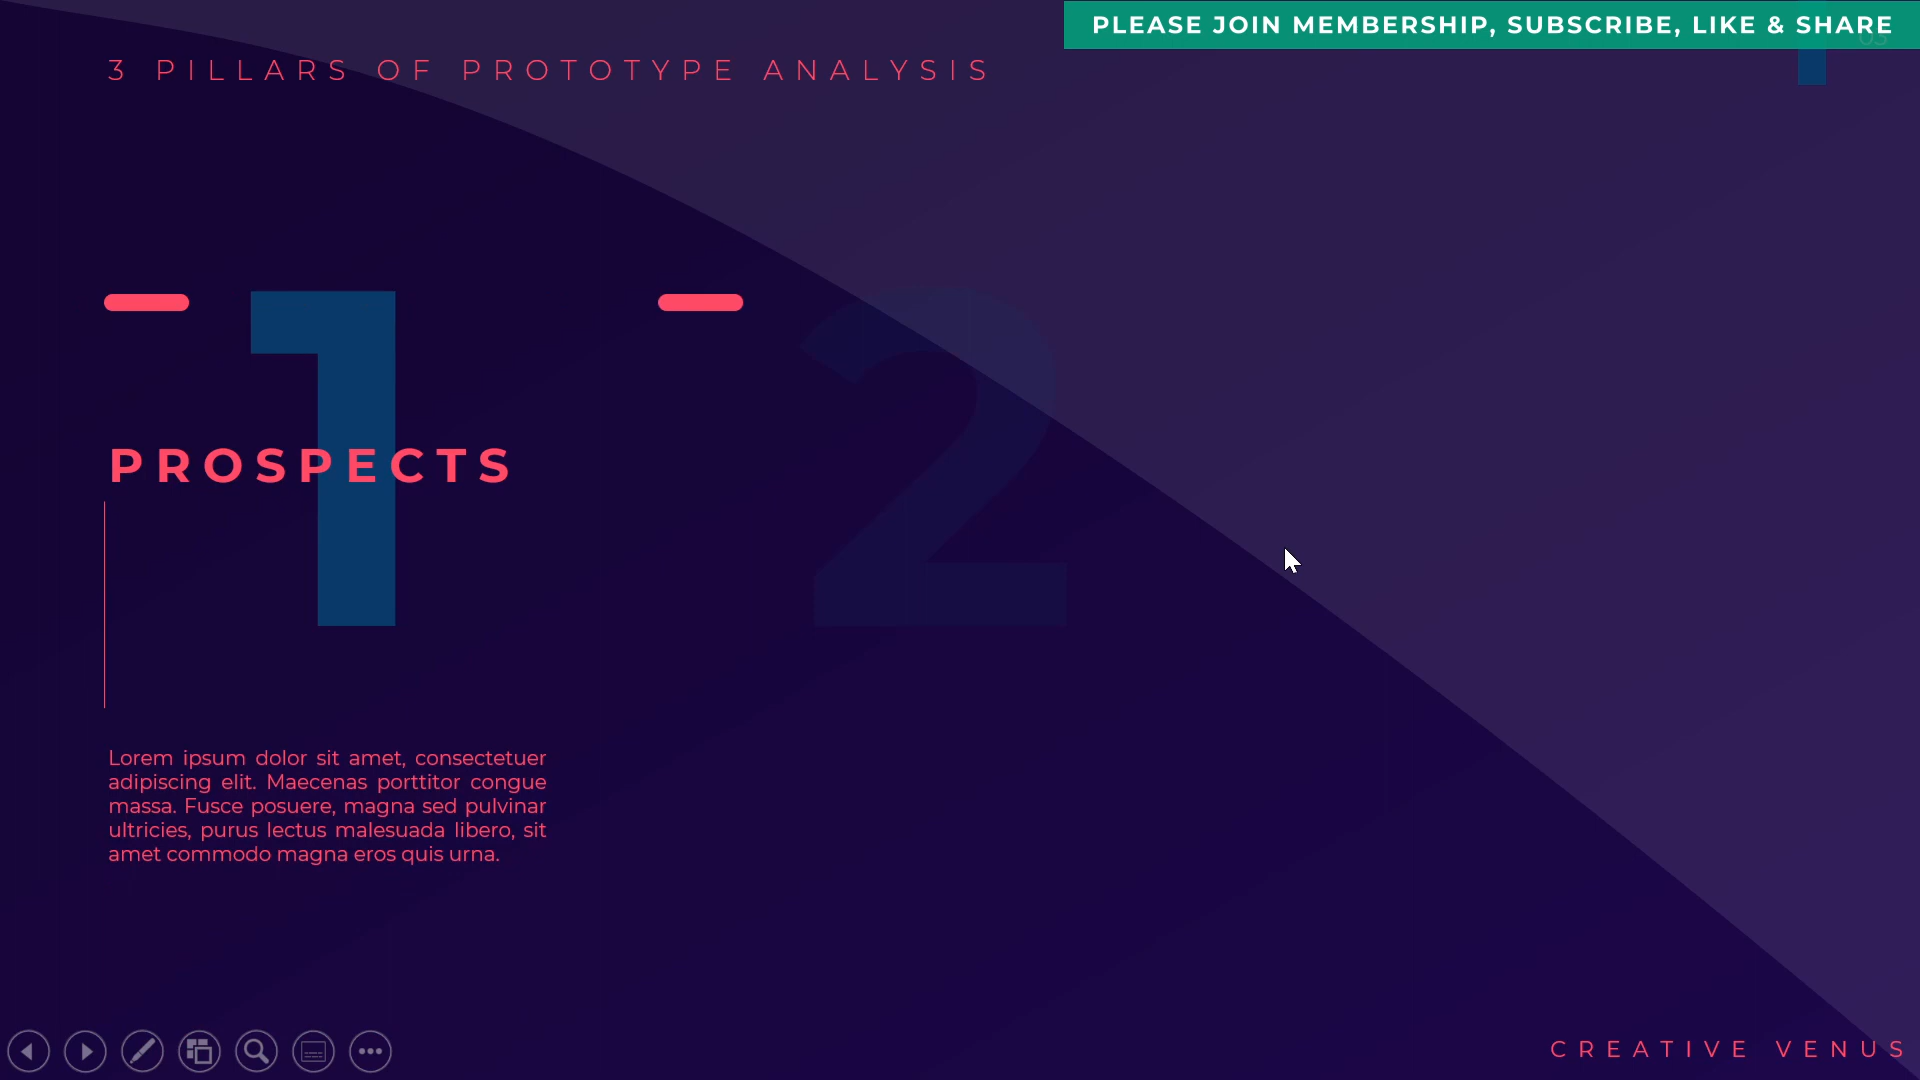 PLEASE JOIN MEMBERSHIP, SUBSCRIBE, LIKE & SHARE
03
3 PILLARS OF PROTOTYPE ANALYSIS
1
2
PROSPECTS
Lorem ipsum dolor sit amet, consectetuer
adipiscing elit. Maecenas porttitor congue
massa. Fusce posuere, magna sed pulvinar
ultricies, purus lectus malesuada libero, sit
amet commodo magna eros quis urna.
CREATIVE VENUS